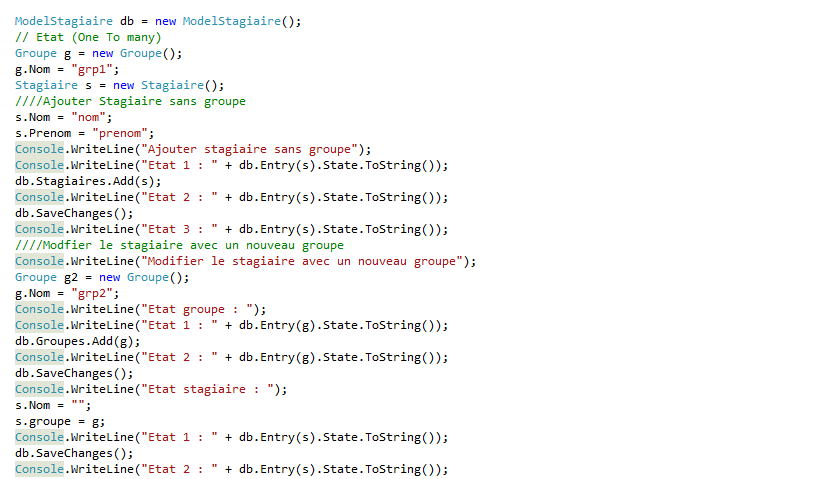 ModelStagiaire db = new ModelStagiaire();
// Etat (One To many)
Groupe g = new Groupe();
g.Nom = "grp1";
Stagiaire s = new Stagiaire();
////Ajouter Stagiaire sans groupe
s.Nom = "nom";
s.Prenom = "prenom";
Console.WriteLine("Ajouter stagiaire sans groupe");
Console.WriteLine("Etat 1 : " + db.Entry(s).State.ToString());
db.Stagiaires.Add(s);
Console.WriteLine("Etat 2 : " + db.Entry(s).State.ToString());
db.SaveChanges();
Console.WriteLine("Etat 3 : " + db.Entry(s).State.ToString());
////Modfier le stagiaire avec un nouveau groupe
Console.WriteLine("Modifier le stagiaire avec un nouveau groupe");
Groupe g2 = new Groupe();
g.Nom = "grp2";
Console.WriteLine("Etat groupe : ");
Console.WriteLine("Etat 1 : " + db.Entry(g).State.ToString());
db.Groupes.Add(g);
Console.WriteLine("Etat 2 : " + db.Entry(g).State.ToString());
db.SaveChanges();
Console.WriteLine("Etat stagiaire : ");
s.Nom = "";
s.groupe = g;
Console.WriteLine("Etat 1 : " + db.Entry(s).State.ToString());
db.SaveChanges();
Console.WriteLine("Etat 2 : " + db.Entry(s).State.ToString());